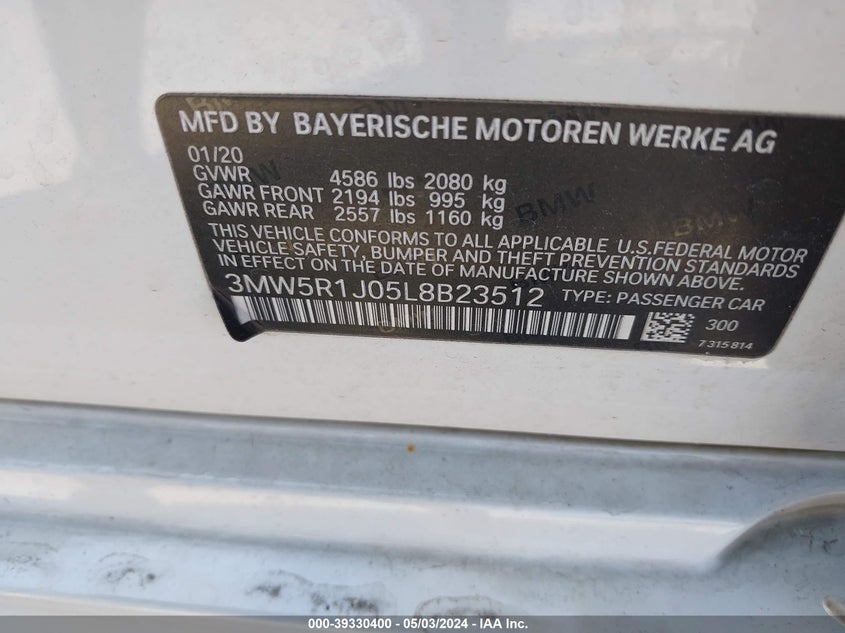 MFD BY BAYERISCHE MOTOREN WERKE AG
01/20
GVWR 4586 lbs 2080 kg
GAWR FRONT 2194 lbs 995 kg
GAWR REAR 2557 lbs 1160 kg
THIS VEHICLE CONFORMS TO ALL APPLICABLE U.S.FEDERAL MOTOR
VEHICLE SAFETY, BUMPER AND THEFT PREVENTION STANDARDS
IN EFFECT ON THE DATE OF MANUFACTURE SHOWN ABOVE.
3MW5R1J05L8B23512 TYPE: PASSENGER CAR
300
7 315 814
000-39330400 - 05/03/2024 - IAA Inc.